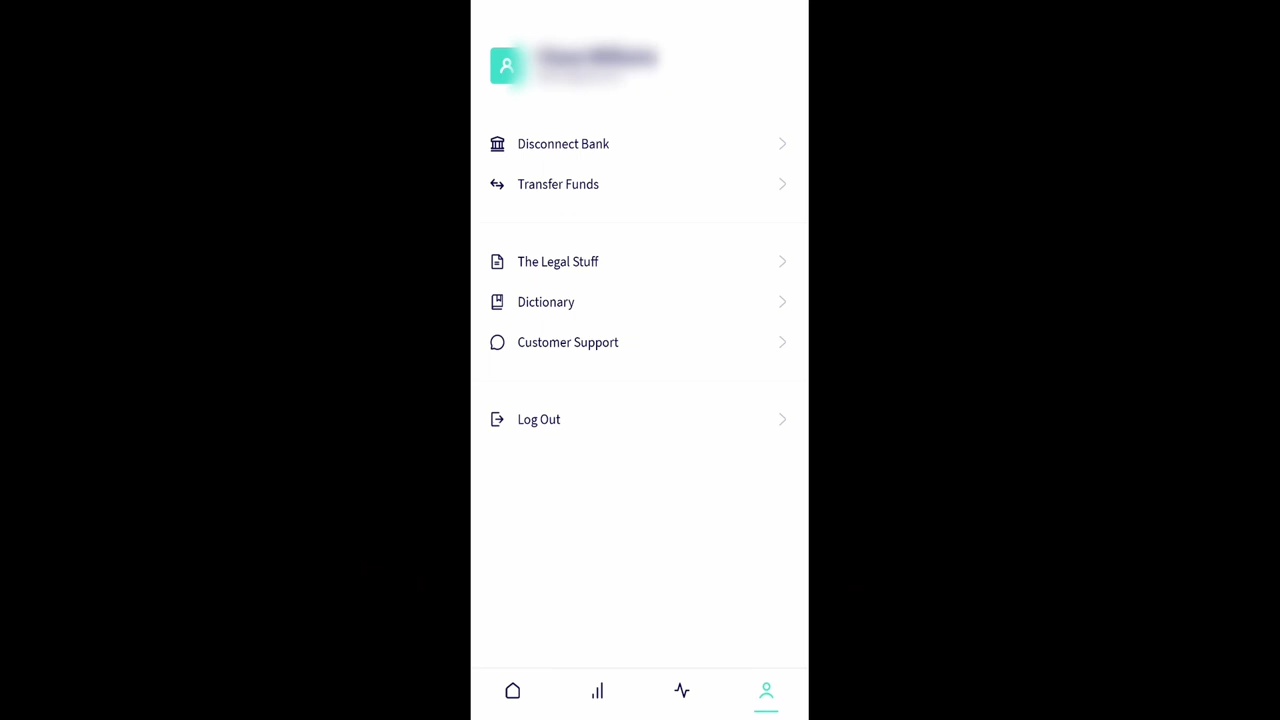 Disconnect Bank
Transfer Funds
The Legal Stuff
Dictionary
Customer Support
Log Out